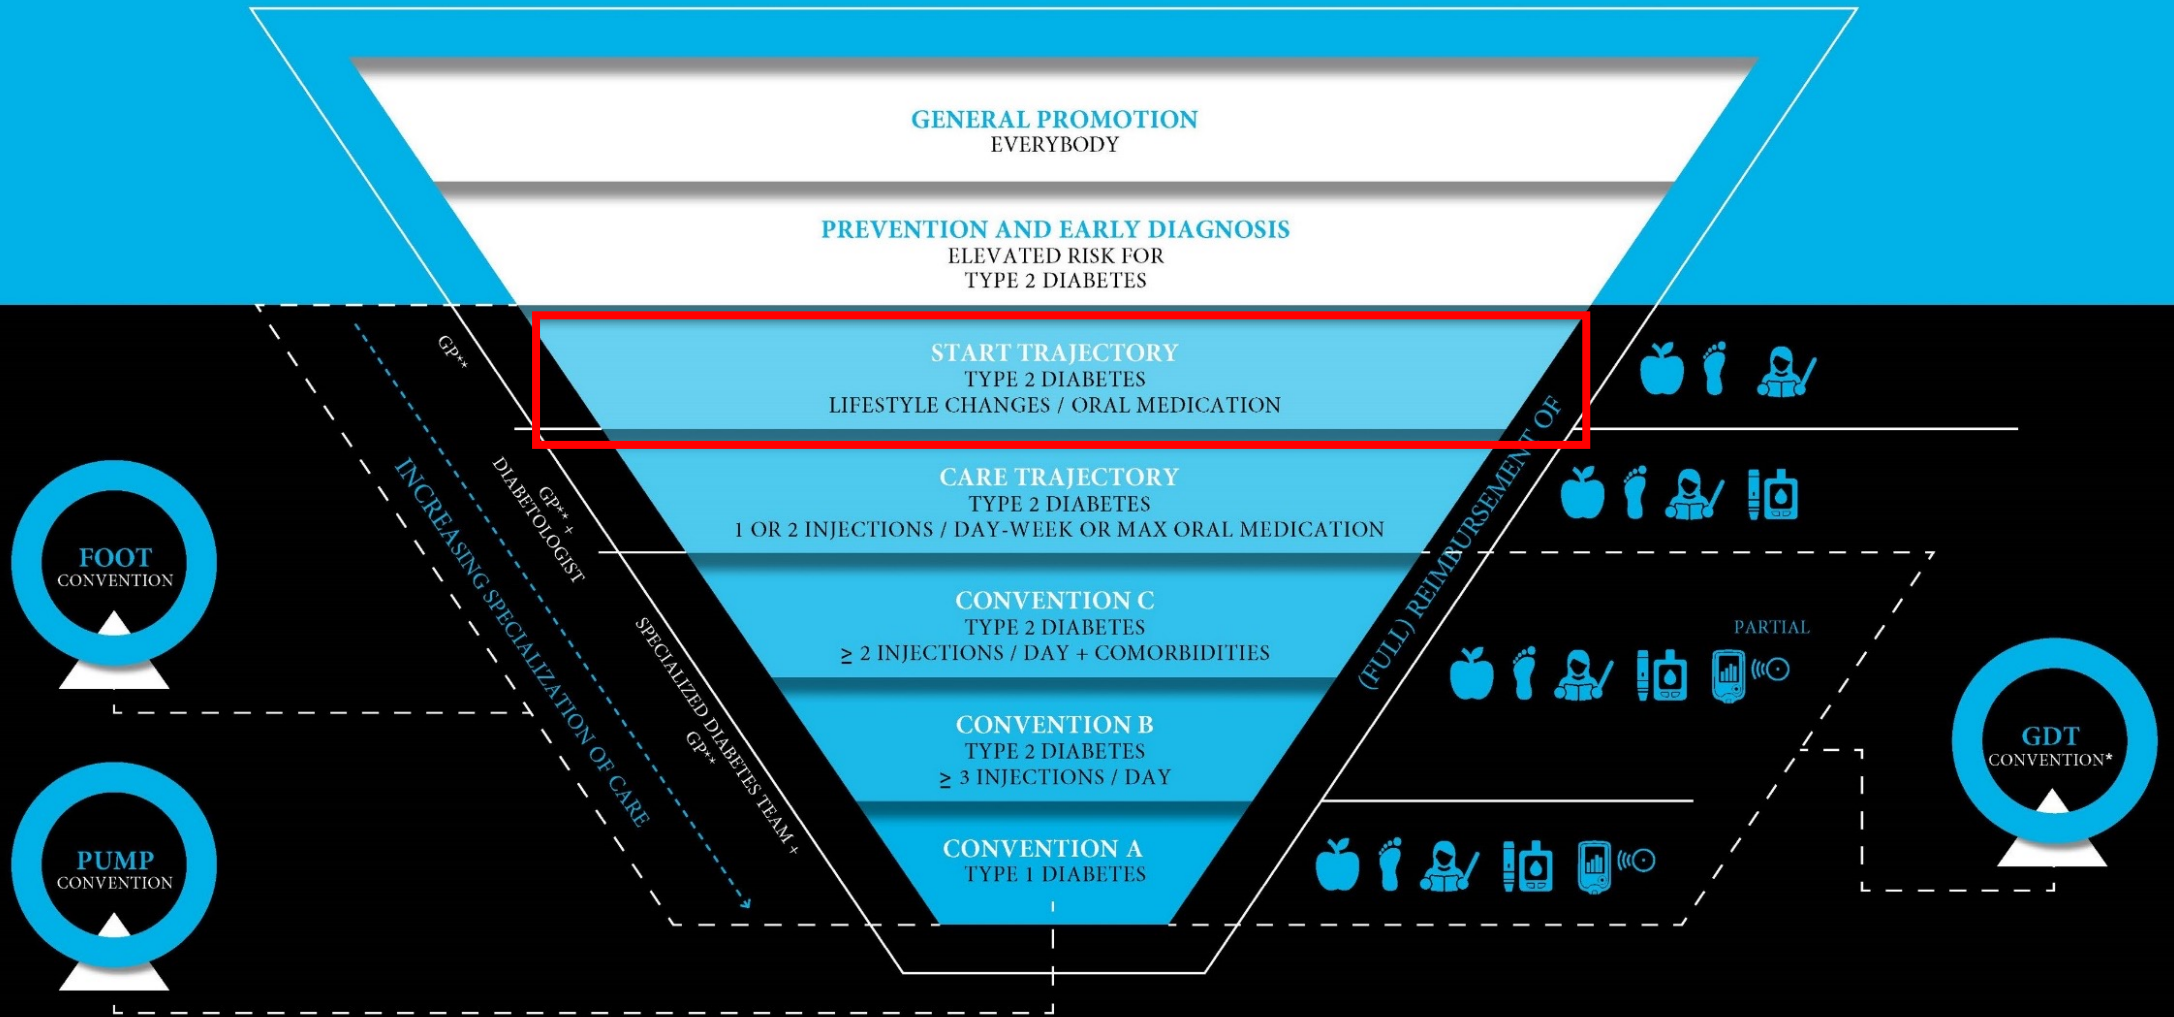 GENERAL PROMOTION
EVERYBODY
PREVENTION AND EARLY DIAGNOSIS
ELEVATED RISK FOR
TYPE 2 DIABETES
START TRAJECTORY
TYPE 2 DIABETES
LIFESTYLE CHANGES / ORAL MEDICATION
CARE TRAJECTORY
TYPE 2 DIABETES
1 OR 2 INJECTIONS / DAY-WEEK OR MAX ORAL MEDICATION
CONVENTION C
TYPE 2 DIABETES
≥ 2 INJECTIONS / DAY + COMORBIDITIES
CONVENTION B
TYPE 2 DIABETES
≥ 3 INJECTIONS / DAY
CONVENTION A
TYPE 1 DIABETES
GP**
GP** +
DIABETOLOGIST
SPECIALIZED DIABETES TEAM +
GP**
INCREASING SPECIALIZATION OF CARE
(FULL) REIMBURSEMENT OF
PARTIAL
FOOT
CONVENTION
PUMP
CONVENTION
GDT
CONVENTION*